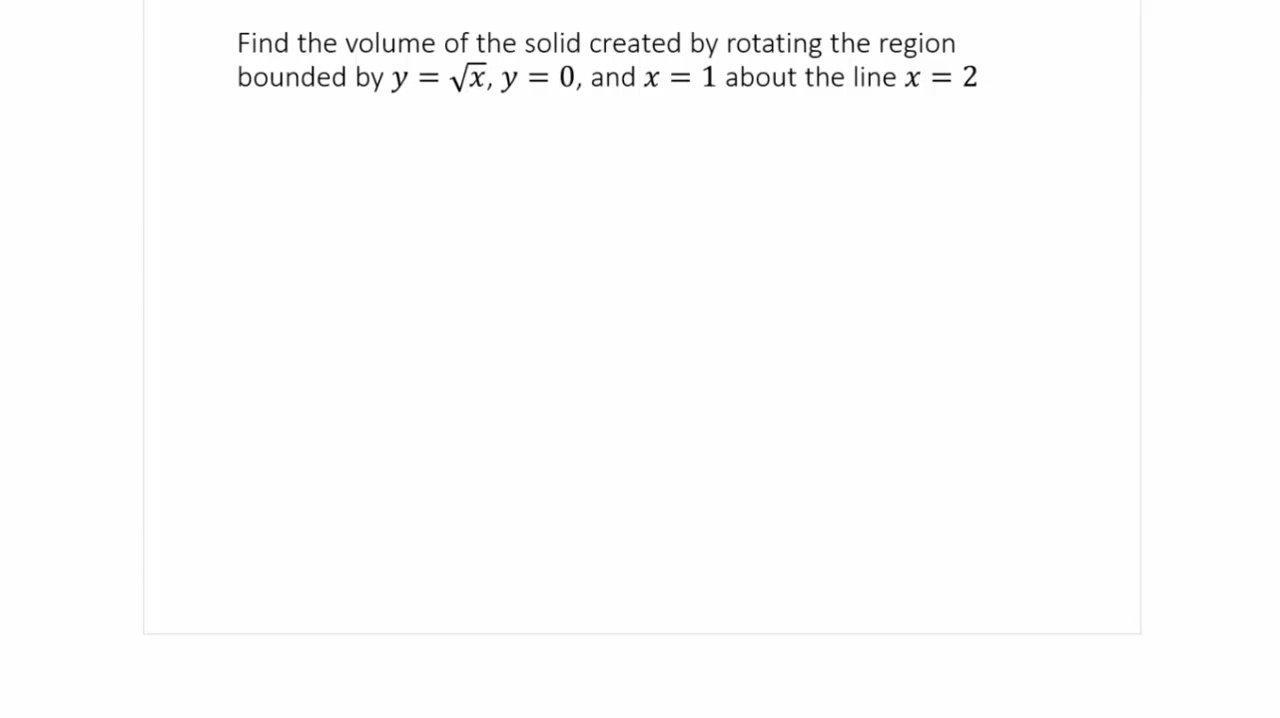 Find the volume of the solid created by rotating the region
bounded by y = √x, y = 0, and x = 1 about the line x = 2